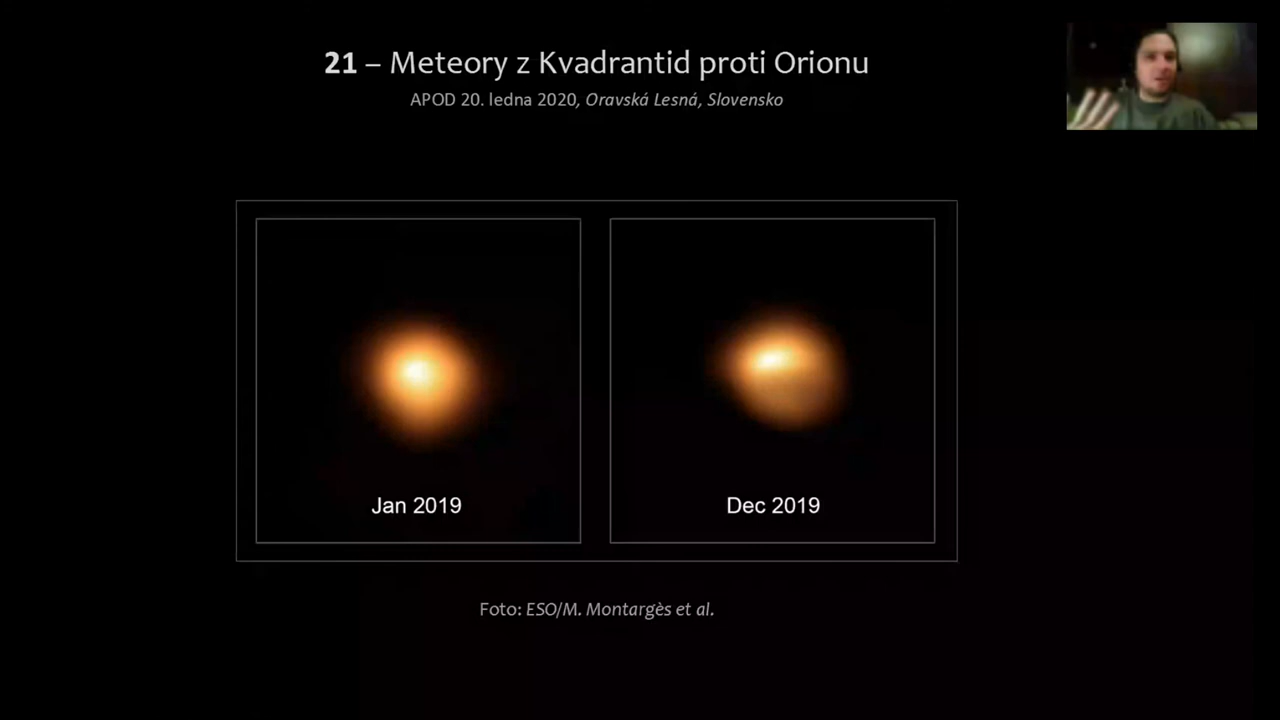 21 – Meteory z Kvadrantid proti Orionu
APOD 20. ledna 2020, Oravská Lesná, Slovensko
Jan 2019
Dec 2019
Foto: ESO/M. Montargès et al.